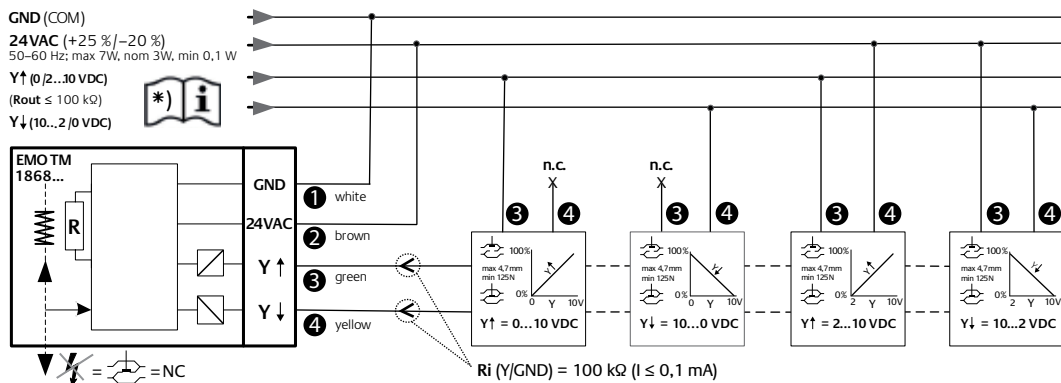 GND (COM)
24VAC (+25 %/–20 %)
50–60 Hz; max 7W, nom 3W, min 0,1 W
Y↑ (0/2...10 VDC)
(Rout ≤ 100 kΩ)
Y↓ (10...2/0 VDC)
*) i
EMO TM
1868...
R
GND
24VAC
Y ↑
Y ↓
1 white
2 brown
3 green
4 yellow
= = NC
n.c.
X
3 4
100%
max 4,7mm
min 125N
0%
Y
0 Y 10V
Y↑ = 0...10 VDC
n.c.
X
3 4
100%
max 4,7mm
min 125N
0%
Y
0 Y 10V
Y↓ = 10...0 VDC
3 4
100%
max 4,7mm
min 125N
0%
Y
2 Y 10V
Y↑ = 2...10 VDC
3 4
100%
max 4,7mm
min 125N
0%
Y
2 Y 10V
Y↓ = 10...2 VDC
Ri (Y/GND) = 100 kΩ (I ≤ 0,1 mA)